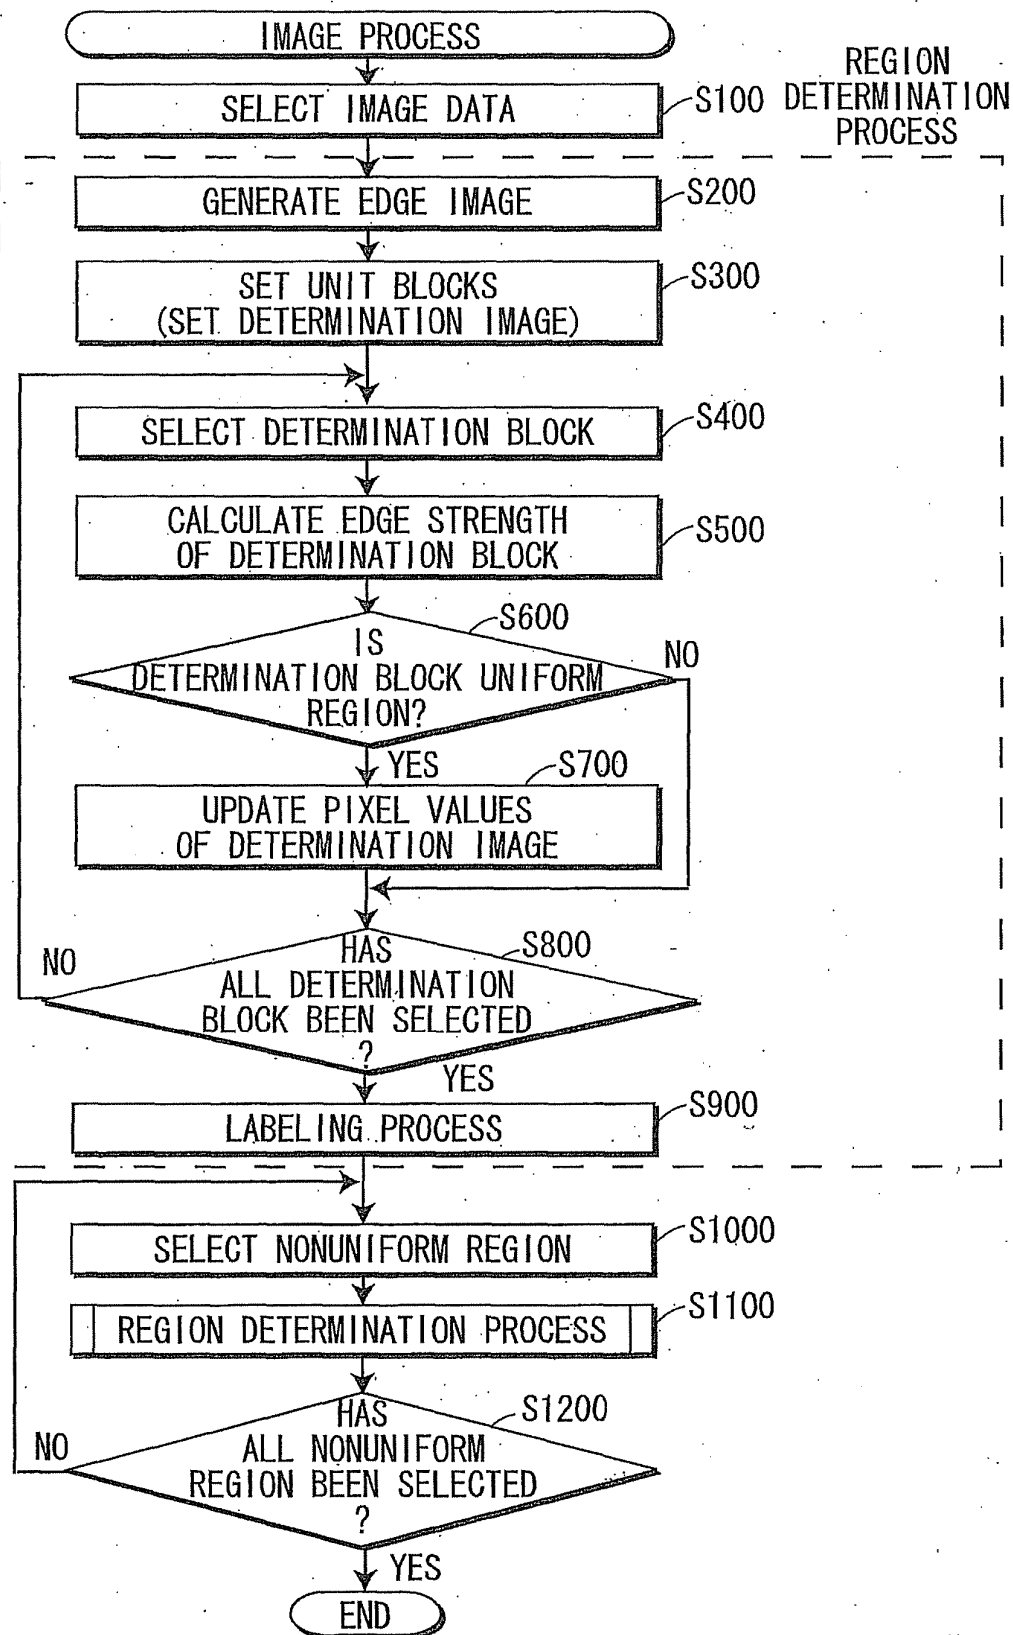 IMAGE PROCESS
SELECT IMAGE DATA
S100
REGION
DETERMINATION
PROCESS
GENERATE EDGE IMAGE
S200
SET UNIT BLOCKS
(SET DETERMINATION IMAGE)
S300
SELECT DETERMINATION BLOCK
S400
CALCULATE EDGE STRENGTH
OF DETERMINATION BLOCK
S500
S600
IS
DETERMINATION BLOCK UNIFORM
REGION?
NO
YES
S700
UPDATE PIXEL VALUES
OF DETERMINATION IMAGE
S800
HAS
ALL DETERMINATION
BLOCK BEEN SELECTED
?
NO
YES
LABELING PROCESS
S900
SELECT NONUNIFORM REGION
S1000
REGION DETERMINATION PROCESS
S1100
S1200
HAS
ALL NONUNIFORM
REGION BEEN SELECTED
?
NO
YES
END